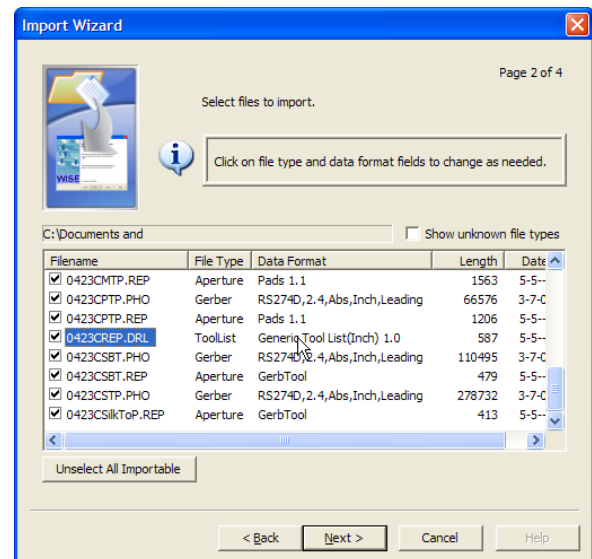 Import Wizard
Page 2 of 4
Select files to import.
Click on file type and data format fields to change as needed.
WISE
C:\Documents and
Show unknown file types
Filename File Type Data Format Length Date
0423CMTP.REP Aperture Pads 1.1 1563 5-5--
0423CPTP.PHO Gerber RS274D,2.4,Abs,Inch,Leading 66576 3-7-0
0423CPTP.REP Aperture Pads 1.1 1206 5-5--
0423CREP.DRL ToolList Generic Tool List(Inch) 1.0 587 5-5--
0423CSBT.PHO Gerber RS274D,2.4,Abs,Inch,Leading 110495 3-7-0
0423CSBT.REP Aperture GerbTool 479 5-5--
0423CSTP.PHO Gerber RS274D,2.4,Abs,Inch,Leading 278732 3-7-0
0423CSilkToP.REP Aperture GerbTool 413 5-5--
Unselect All Importable
< Back Next > Cancel Help